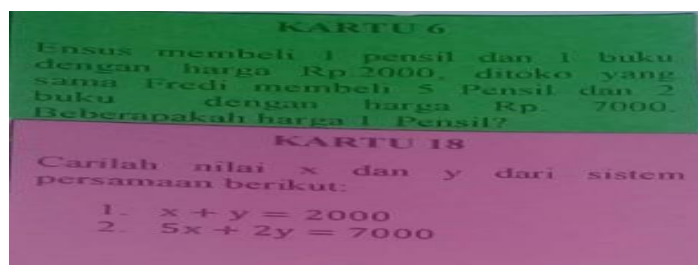 KARTU 6
Ensus membeli 1 pensil dan 1 buku
dengan harga Rp.2000, ditoko yang
sama Fredi membeli 5 Pensil dan 2
buku dengan harga Rp. 7000.
Beberapakah harga 1 Pensil?
KARTU 18
Carilah nilai x dan y dari sistem
persamaan berikut:
1. x + y = 2000
2. 5x + 2y = 7000